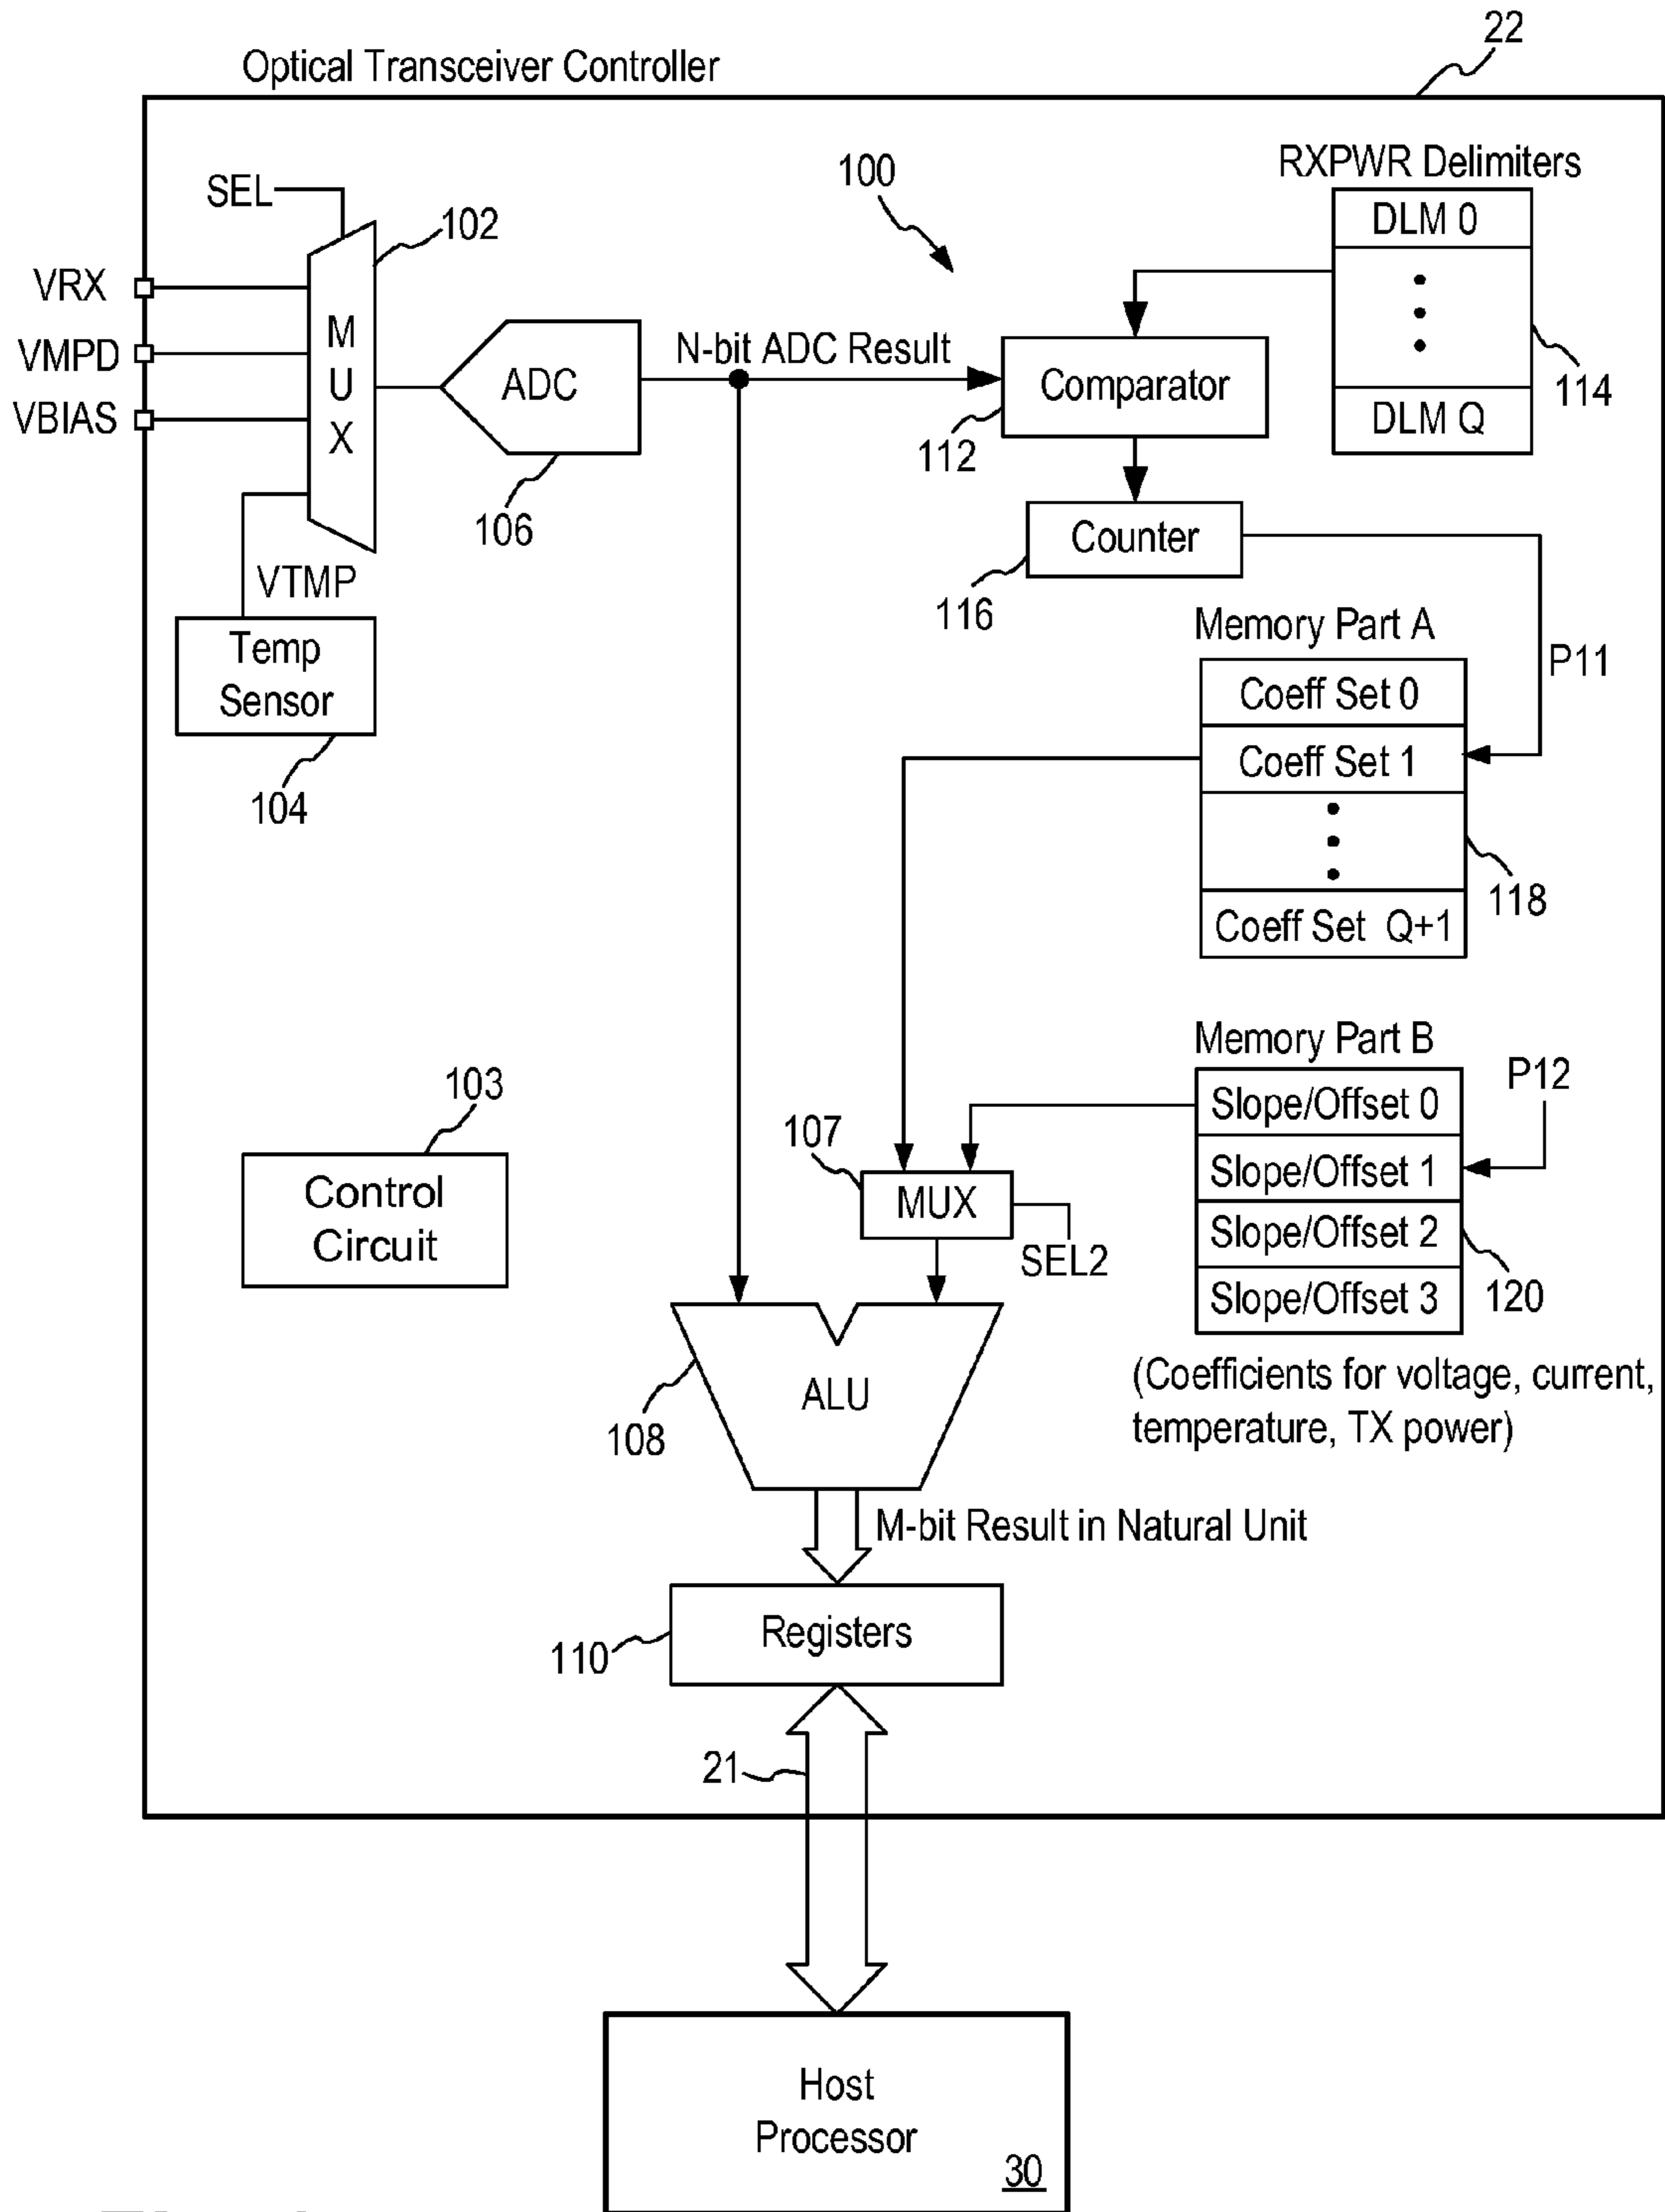 22
Optical Transceiver Controller
RXPWR Delimiters
100
SEL
102
DLM 0
VRX
MUX
VMPD
ADC
N-bit ADC Result
Comparator
114
VBIAS
DLM Q
112
106
Counter
VTMP
116
Memory Part A
P11
Temp
Sensor
Coeff Set 0
Coeff Set 1
104
118
Coeff Set Q+1
Memory Part B
P12
103
Slope/Offset 0
107
Slope/Offset 1
Control
Circuit
MUX
Slope/Offset 2
SEL2
Slope/Offset 3
120
(Coefficients for voltage, current,
temperature, TX power)
ALU
108
M-bit Result in Natural Unit
Registers
110
21
Host
Processor
30